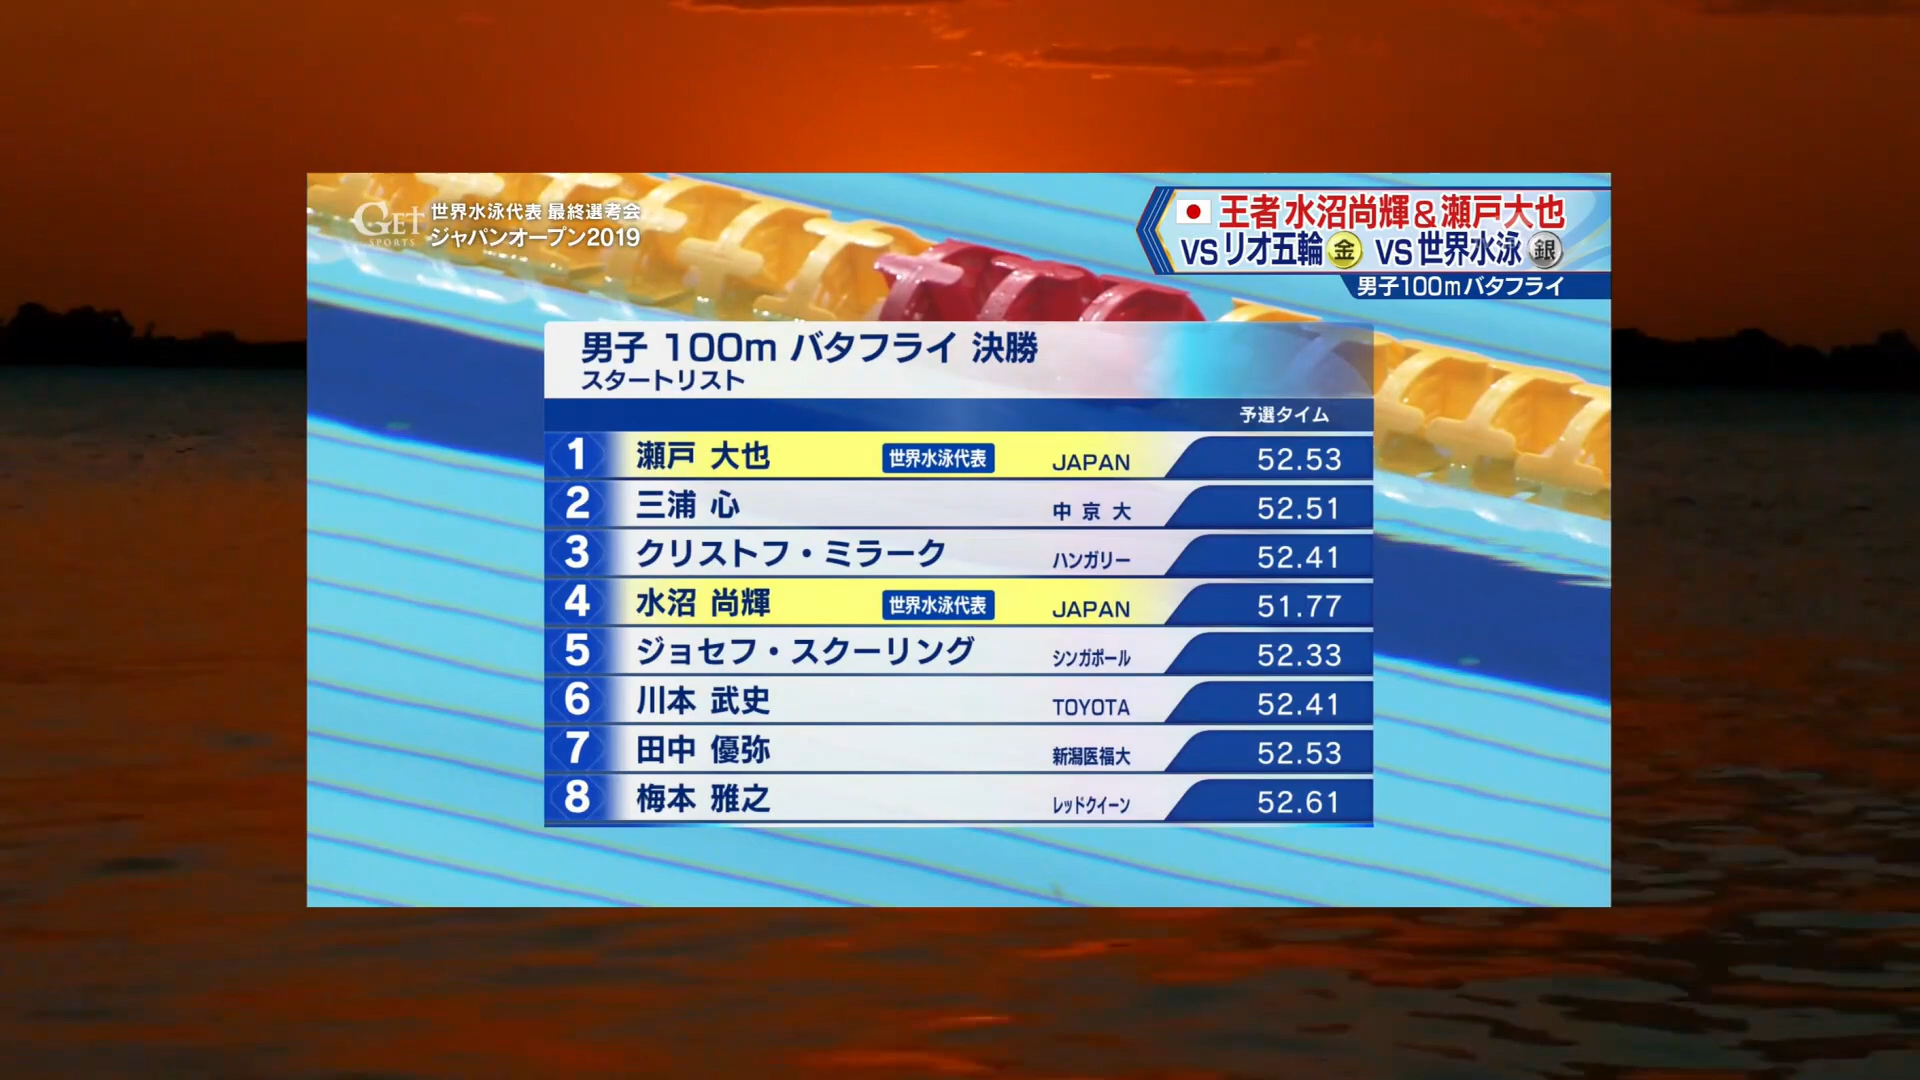 GET SPORTS
世界水泳代表 最終選考会
ジャパンオープン2019
王者 水沼尚輝&瀬戸大也
VSリオ五輪金 VS世界水泳銀
男子100mバタフライ
男子 100m バタフライ 決勝
スタートリスト
予選タイム
1 瀬戸 大也 世界水泳代表 JAPAN 52.53
2 三浦 心 中京大 52.51
3 クリストフ・ミラーク ハンガリー 52.41
4 水沼 尚輝 世界水泳代表 JAPAN 51.77
5 ジョセフ・スクーリング シンガポール 52.33
6 川本 武史 TOYOTA 52.41
7 田中 優弥 新潟医福大 52.53
8 梅本 雅之 レッドクイーン 52.61